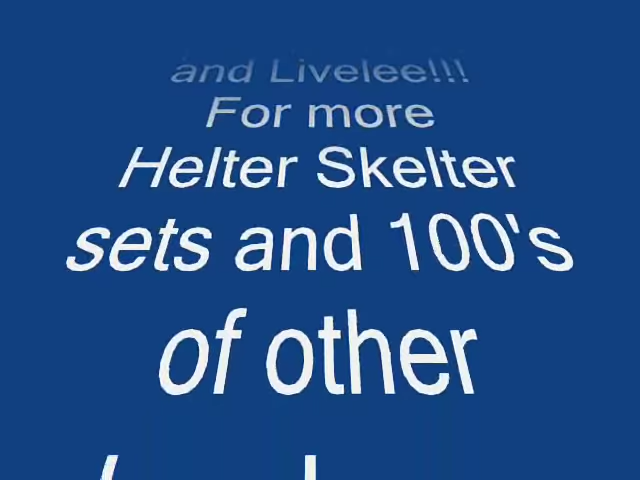 and Livelee!!!
For more
Helter Skelter
sets and 100's
of other